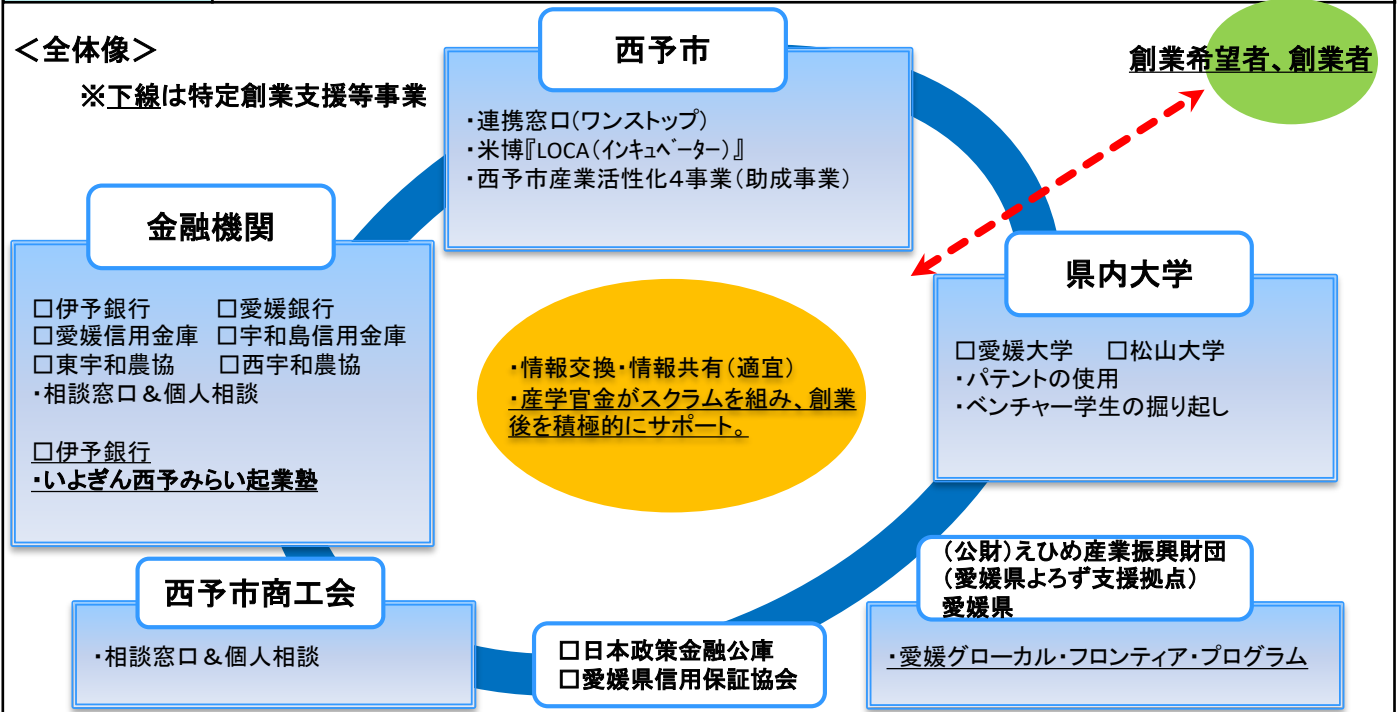 ＜全体像＞
※下線は特定創業支援等事業
西予市
・連携窓口(ワンストップ)
・米博『LOCA(ｲﾝｷｭﾍﾞｰﾀｰ)』
・西予市産業活性化４事業(助成事業)
創業希望者、創業者
金融機関
□伊予銀行 □愛媛銀行
□愛媛信用金庫 □宇和島信用金庫
□東宇和農協 □西宇和農協
・相談窓口＆個人相談
□伊予銀行
・いよぎん西予みらい起業塾
・情報交換・情報共有(適宜)
・産学官金がスクラムを組み、創業
後を積極的にサポート。
県内大学
□愛媛大学 □松山大学
・パテントの使用
・ベンチャー学生の掘り起し
西予市商工会
・相談窓口＆個人相談
□日本政策金融公庫
□愛媛県信用保証協会
(公財)えひめ産業振興財団
(愛媛県よろず支援拠点)
愛媛県
・愛媛グローカル・フロンティア・プログラム